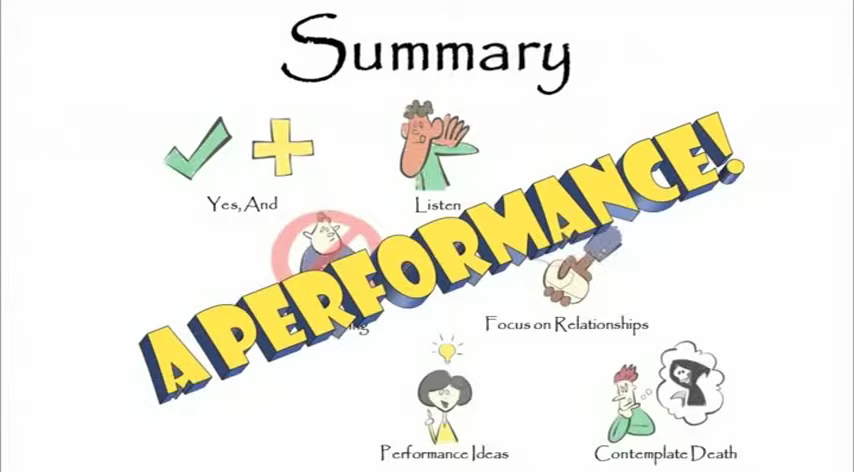 Summary
Yes, And
Listen
A PERFORMANCE!
Focus on Relationships
Performance Ideas
Contemplate Death